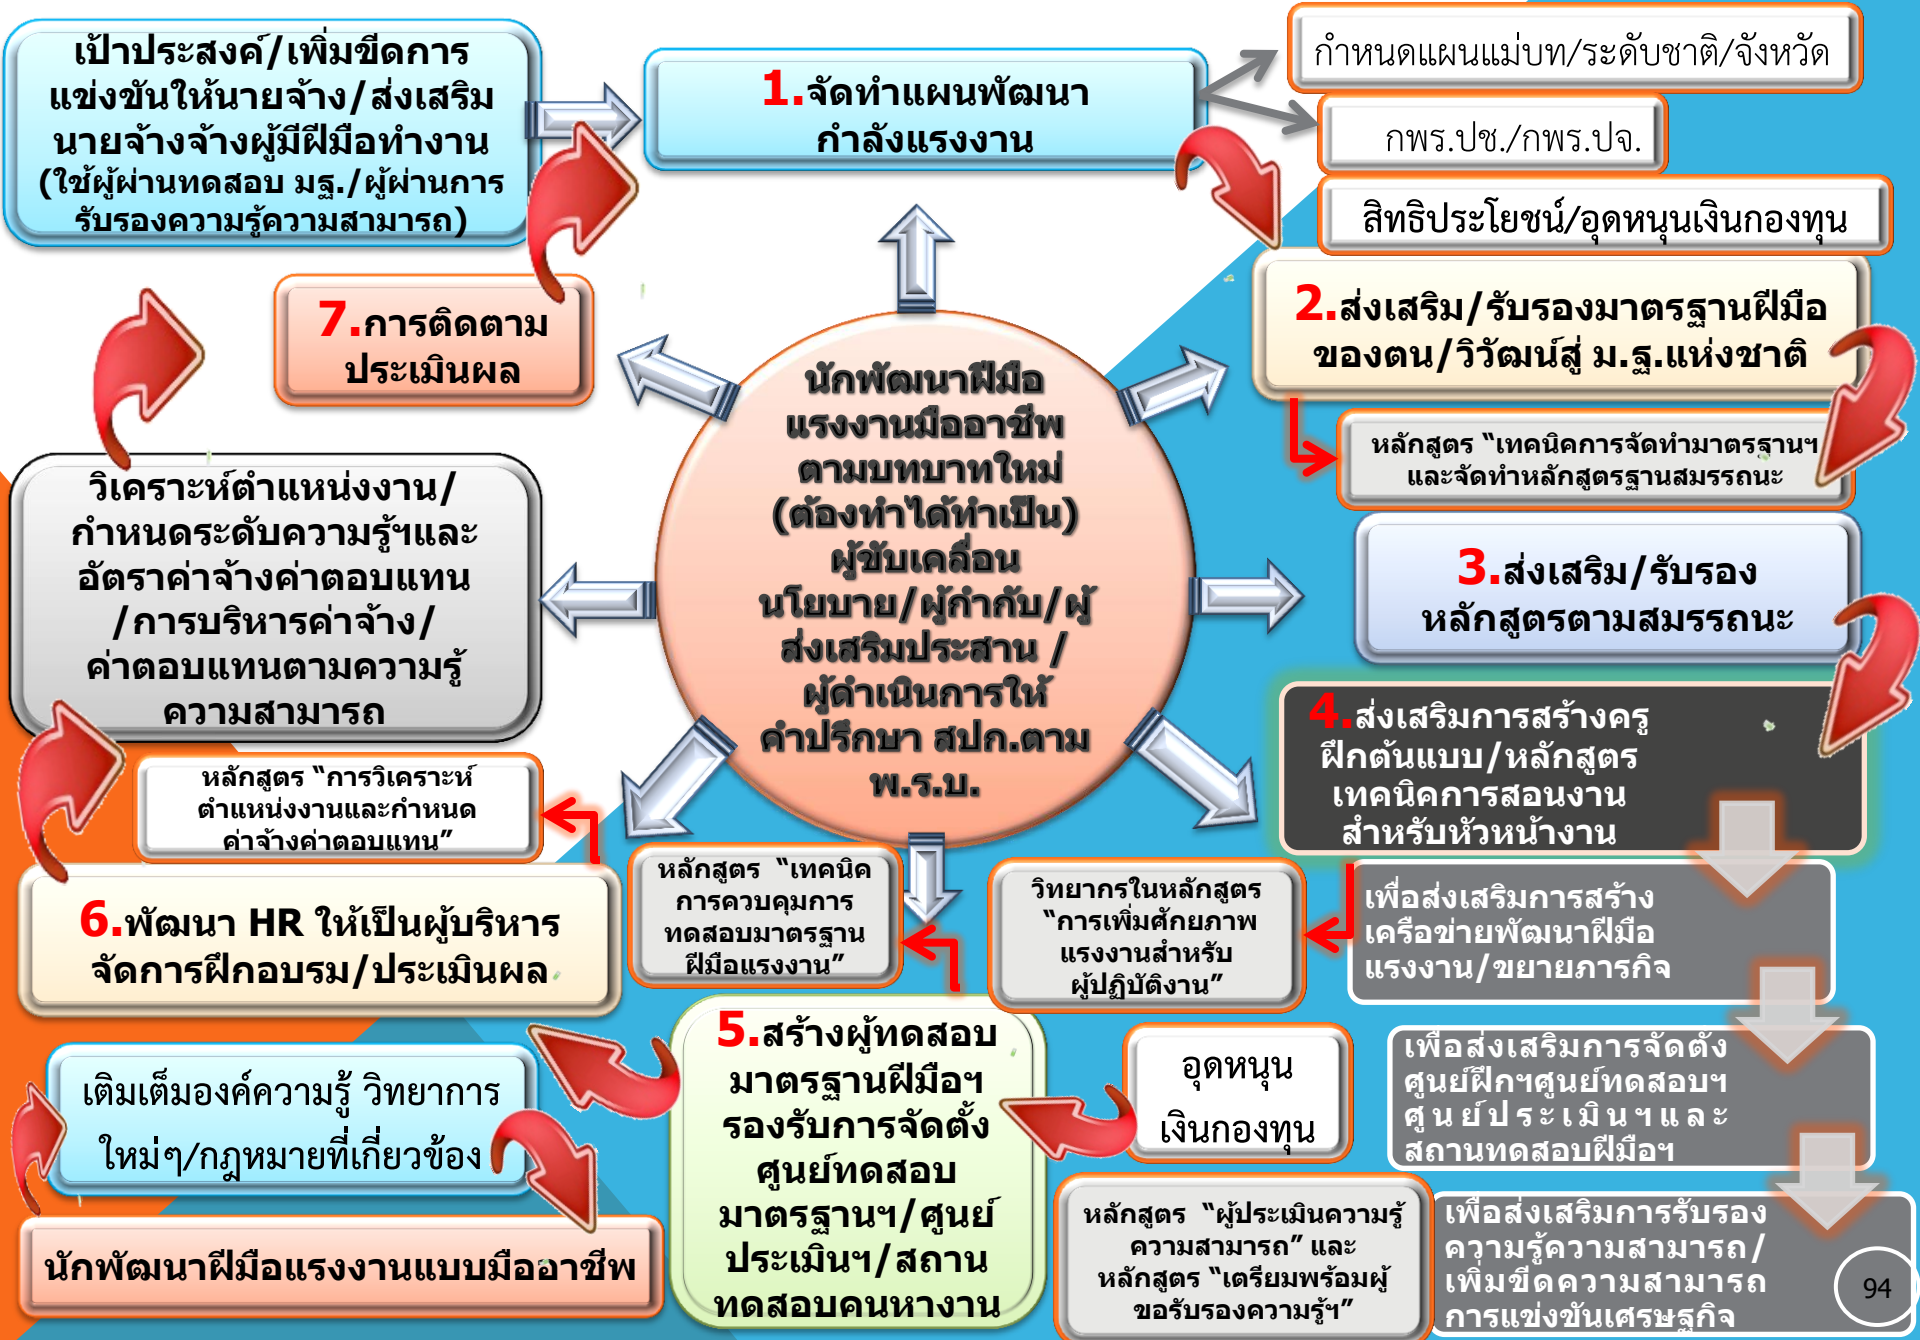 เป้าประสงค์/เพิ่มขีดการ
แข่งขันให้นายจ้าง/ส่งเสริม
นายจ้างจ้างผู้มีฝีมือทำงาน
(ใช้ผู้ผ่านทดสอบ มฐ./ผู้ผ่านการ
รับรองความรู้ความสามารถ)
1.จัดทำแผนพัฒนา
กำลังแรงงาน
กำหนดแผนแม่บท/ระดับชาติ/จังหวัด
กพร.ปช./กพร.ปจ.
สิทธิประโยชน์/อุดหนุนเงินกองทุน
2.ส่งเสริม/รับรองมาตรฐานฝีมือ
ของตน/วิวัฒน์สู่ ม.ฐ.แห่งชาติ
หลักสูตร “เทคนิคการจัดทำมาตรฐานฯ
และจัดทำหลักสูตรฐานสมรรถนะ
3.ส่งเสริม/รับรอง
หลักสูตรตามสมรรถนะ
4.ส่งเสริมการสร้างครู
ฝึกต้นแบบ/หลักสูตร
เทคนิคการสอนงาน
สำหรับหัวหน้างาน
เพื่อส่งเสริมการสร้าง
เครือข่ายพัฒนาฝีมือ
แรงงาน/ขยายภารกิจ
เพื่อส่งเสริมการจัดตั้ง
ศูนย์ฝึกฯศูนย์ทดสอบฯ
ศูนย์ประเมินฯและ
สถานทดสอบฝีมือฯ
เพื่อส่งเสริมการรับรอง
ความรู้ความสามารถ/
เพิ่มขีดความสามารถ
การแข่งขันเศรษฐกิจ
7.การติดตาม
ประเมินผล
นักพัฒนาฝีมือ
แรงงานมืออาชีพ
ตามบทบาทใหม่
(ต้องทำได้ทำเป็น)
ผู้ขับเคลื่อน
นโยบาย/ผู้กำกับ/ผู้
ส่งเสริมประสาน /
ผู้ดำเนินการให้
คำปรึกษา สปก.ตาม
พ.ร.บ.
วิเคราะห์ตำแหน่งงาน/
กำหนดระดับความรู้ฯและ
อัตราค่าจ้างค่าตอบแทน
/การบริหารค่าจ้าง/
ค่าตอบแทนตามความรู้
ความสามารถ
หลักสูตร “การวิเคราะห์
ตำแหน่งงานและกำหนด
ค่าจ้างค่าตอบแทน”
6.พัฒนา HR ให้เป็นผู้บริหาร
จัดการฝึกอบรม/ประเมินผล
หลักสูตร “เทคนิค
การควบคุมการ
ทดสอบมาตรฐาน
ฝีมือแรงงาน”
วิทยากรในหลักสูตร
“การเพิ่มศักยภาพ
แรงงานสำหรับ
ผู้ปฏิบัติงาน”
5.สร้างผู้ทดสอบ
มาตรฐานฝีมือฯ
รองรับการจัดตั้ง
ศูนย์ทดสอบ
มาตรฐานฯ/ศูนย์
ประเมินฯ/สถาน
ทดสอบคนหางาน
อุดหนุน
เงินกองทุน
หลักสูตร “ผู้ประเมินความรู้
ความสามารถ” และ
หลักสูตร “เตรียมพร้อมผู้
ขอรับรองความรู้ฯ”
เติมเต็มองค์ความรู้ วิทยาการ
ใหม่ๆ/กฎหมายที่เกี่ยวข้อง
นักพัฒนาฝีมือแรงงานแบบมืออาชีพ
94